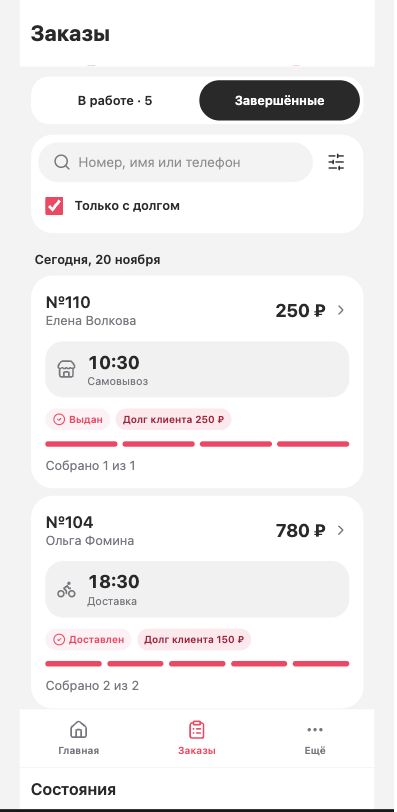 Заказы
В работе · 5
Завершённые
Номер, имя или телефон
Только с долгом
Сегодня, 20 ноября
№110
250 ₽
Елена Волкова
10:30
Самовывоз
Выдан
Долг клиента 250 ₽
Собрано 1 из 1
№104
780 ₽
Ольга Фомина
18:30
Доставка
Доставлен
Долг клиента 150 ₽
Собрано 2 из 2
Главная
Заказы
Ещё
Состояния